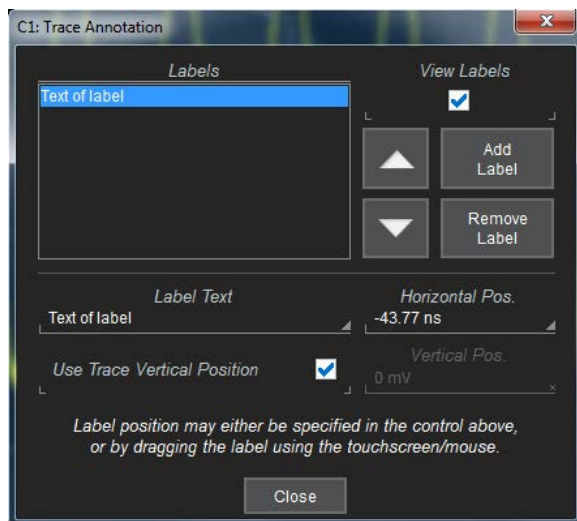 C1: Trace Annotation
Labels
View Labels
Text of label
Add
Label
Remove
Label
Label Text
Horizontal Pos.
Text of label
-43.77 ns
Use Trace Vertical Position
Vertical Pos.
0 mV
Label position may either be specified in the control above,
or by dragging the label using the touchscreen/mouse.
Close